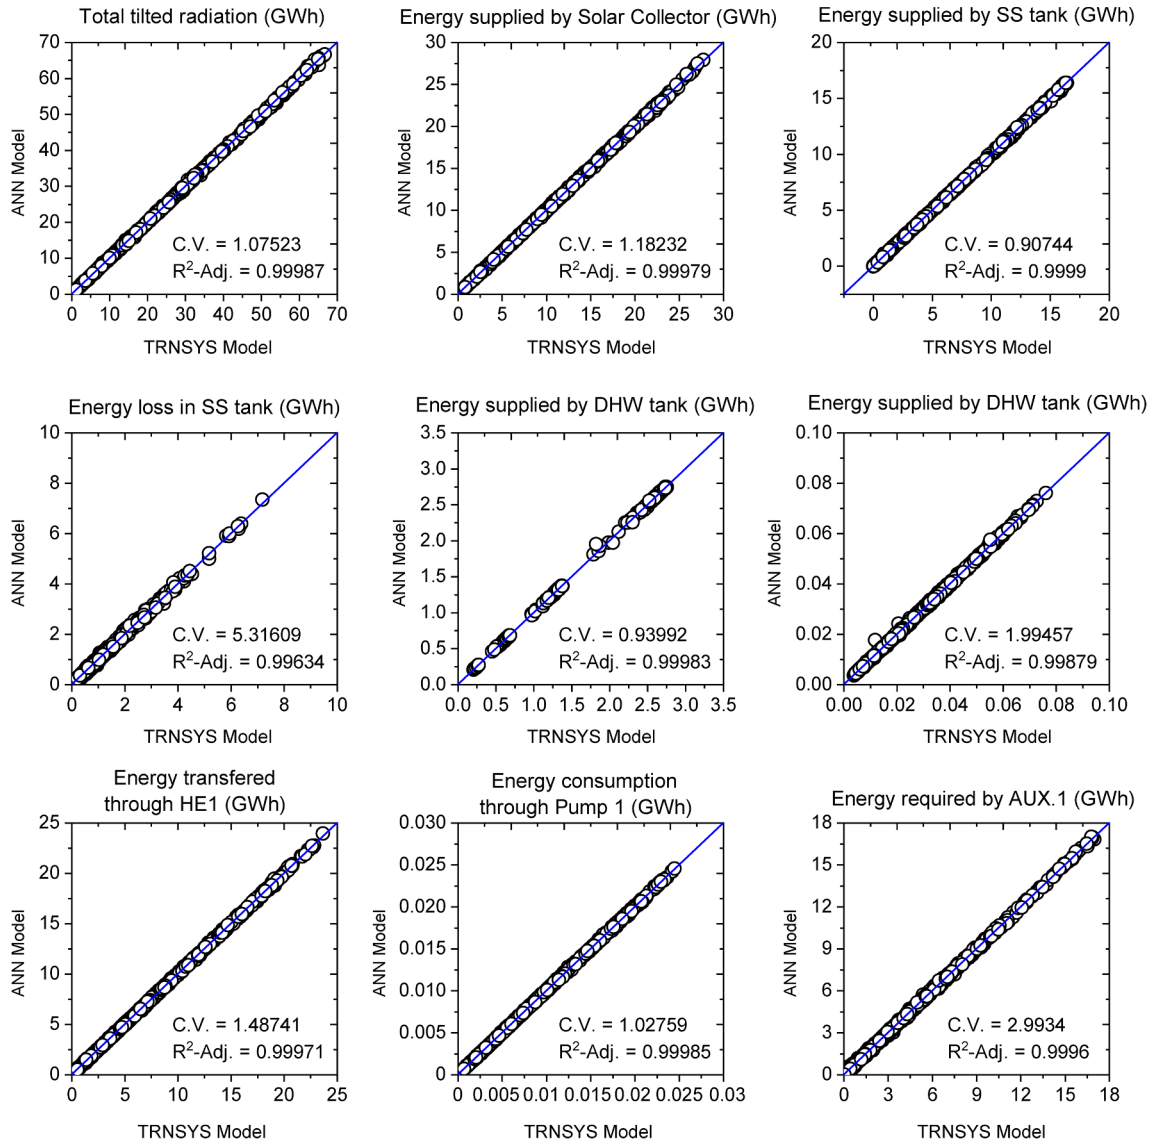 Total tilted radiation (GWh)
70
60
50
40
30
20
10
0
ANN Model
C.V. = 1.07523
R²-Adj. = 0.99987
0 10 20 30 40 50 60 70
TRNSYS Model
Energy supplied by Solar Collector (GWh)
30
25
20
15
10
5
0
ANN Model
C.V. = 1.18232
R²-Adj. = 0.99979
0 5 10 15 20 25 30
TRNSYS Model
Energy supplied by SS tank (GWh)
20
15
10
5
0
ANN Model
C.V. = 0.90744
R²-Adj. = 0.9999
0 5 10 15 20
TRNSYS Model
Energy loss in SS tank (GWh)
10
8
6
4
2
0
ANN Model
C.V. = 5.31609
R²-Adj. = 0.99634
0 2 4 6 8 10
TRNSYS Model
Energy supplied by DHW tank (GWh)
3.5
3.0
2.5
2.0
1.5
1.0
0.5
0.0
ANN Model
C.V. = 0.93992
R²-Adj. = 0.99983
0.0 0.5 1.0 1.5 2.0 2.5 3.0 3.5
TRNSYS Model
Energy supplied by DHW tank (GWh)
0.10
0.08
0.06
0.04
0.02
0.00
ANN Model
C.V. = 1.99457
R²-Adj. = 0.99879
0.00 0.02 0.04 0.06 0.08 0.10
TRNSYS Model
Energy transfered
through HE1 (GWh)
25
20
15
10
5
0
ANN Model
C.V. = 1.48741
R²-Adj. = 0.99971
0 5 10 15 20 25
TRNSYS Model
Energy consumption
through Pump 1 (GWh)
0.030
0.025
0.020
0.015
0.010
0.005
0
ANN Model
C.V. = 1.02759
R²-Adj. = 0.99985
0 0.005 0.01 0.015 0.02 0.025 0.03
TRNSYS Model
Energy required by AUX.1 (GWh)
18
15
12
9
6
3
0
ANN Model
C.V. = 2.9934
R²-Adj. = 0.9996
0 3 6 9 12 15 18
TRNSYS Model